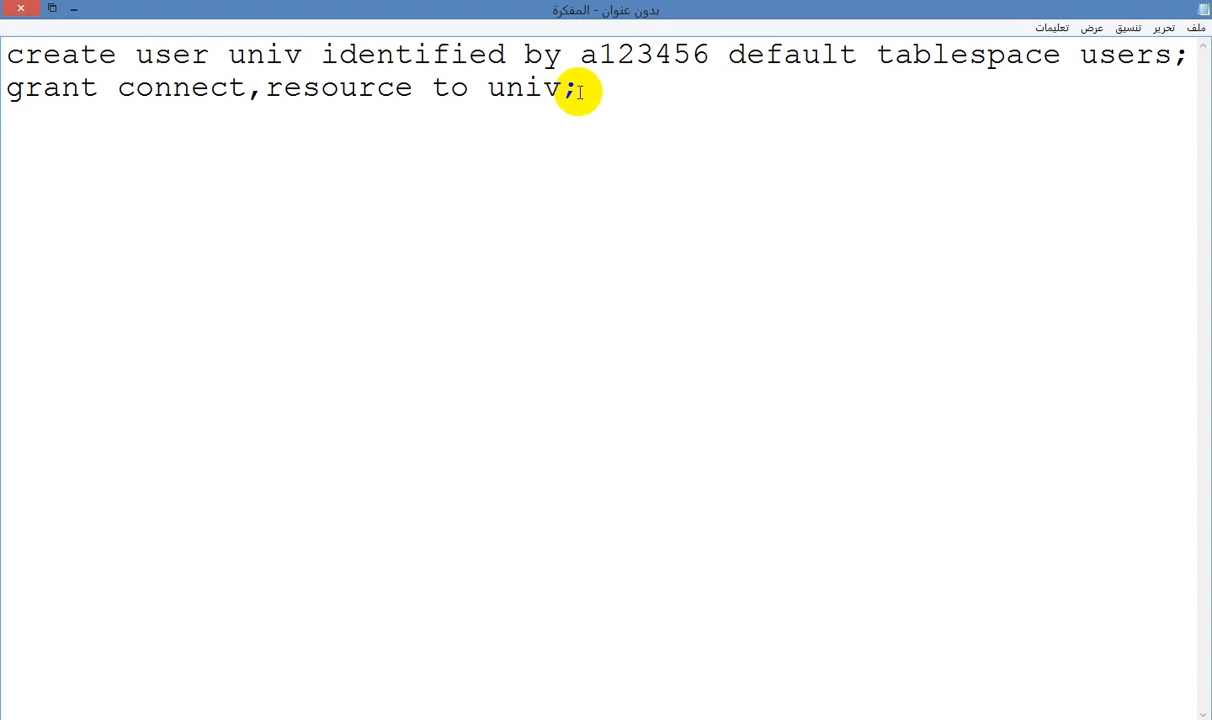 بدون عنوان - المفكرة
ملف تحرير تنسيق عرض تعليمات
create user univ identified by a123456 default tablespace users;
grant connect,resource to univ;